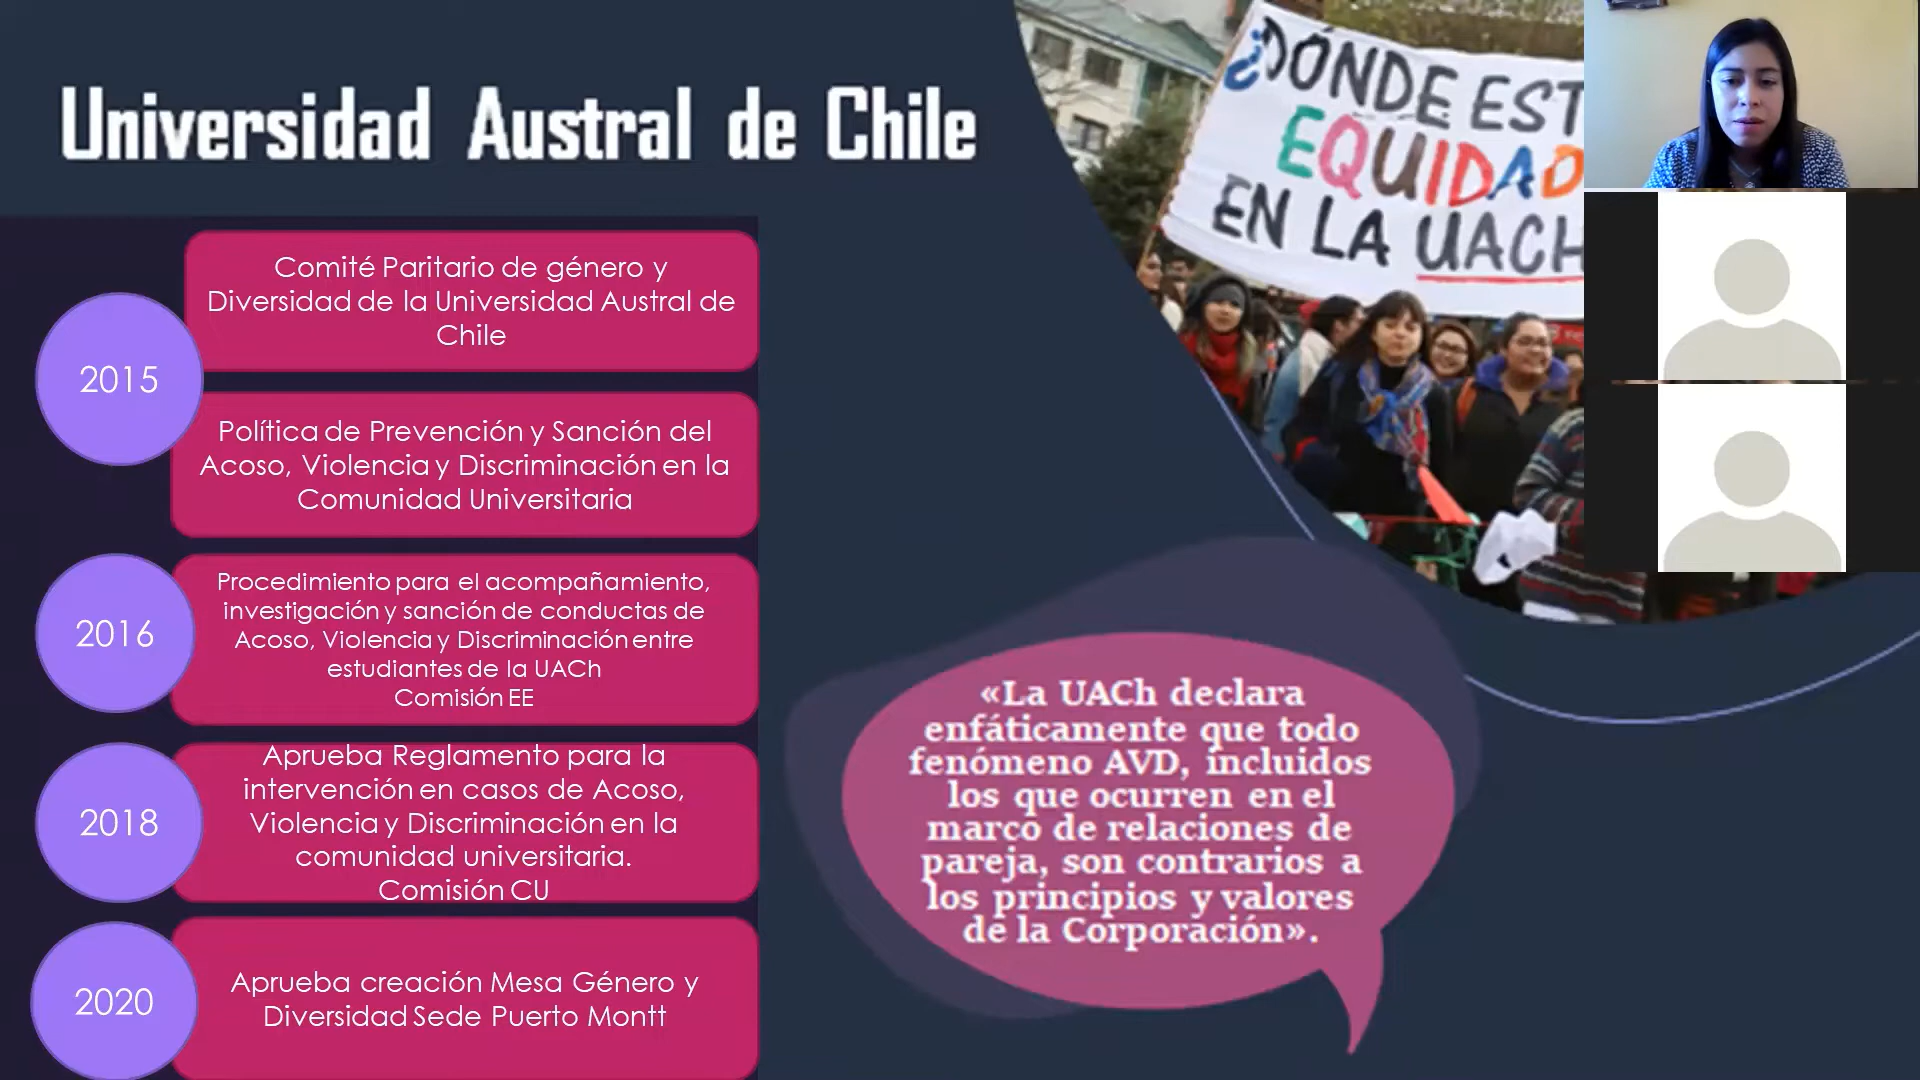 Universidad Austral de Chile
¿DÓNDE EST
EQUIDAD
EN LA UACH
2015
Comité Paritario de género y
Diversidad de la Universidad Austral de
Chile
Política de Prevención y Sanción del
Acoso, Violencia y Discriminación en la
Comunidad Universitaria
2016
Procedimiento para el acompañamiento,
investigación y sanción de conductas de
Acoso, Violencia y Discriminación entre
estudiantes de la UACh
Comisión EE
2018
Aprueba Reglamento para la
intervención en casos de Acoso,
Violencia y Discriminación en la
comunidad universitaria.
Comisión CU
2020
Aprueba creación Mesa Género y
Diversidad Sede Puerto Montt
«La UACh declara
enfáticamente que todo
fenómeno AVD, incluidos
los que ocurren en el
marco de relaciones de
pareja, son contrarios a
los principios y valores
de la Corporación».